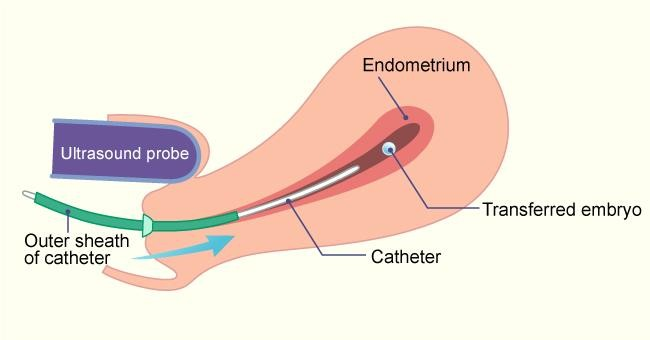 Endometrium
Ultrasound probe
Transferred embryo
Outer sheath
of catheter
Catheter